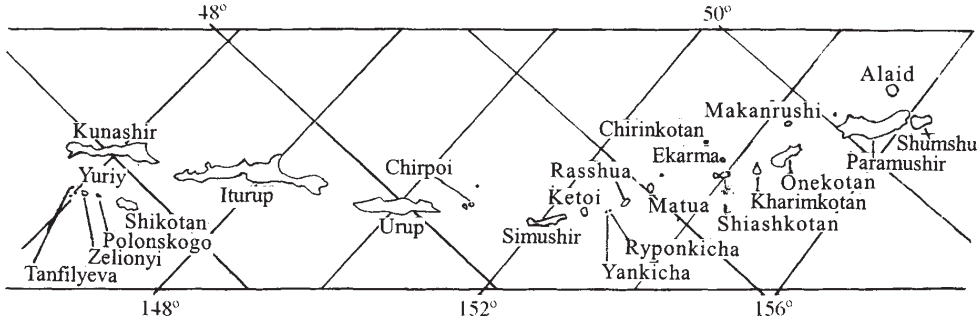 48°
50°
Alaid
Makanrushi
Kunashir
Chirinkotan
Shumshu
Ekarma
Paramushir
Chirpoi
Rasshua
Yuriy
Onekotan
Iturup
Ketoi
Matua
Kharimkotan
Shikotan
Urup
Shiashkotan
Simushir
Polonskogo
Ryponkicha
Zelionyi
Tanfilyeva
Yankicha
148°
152°
156°